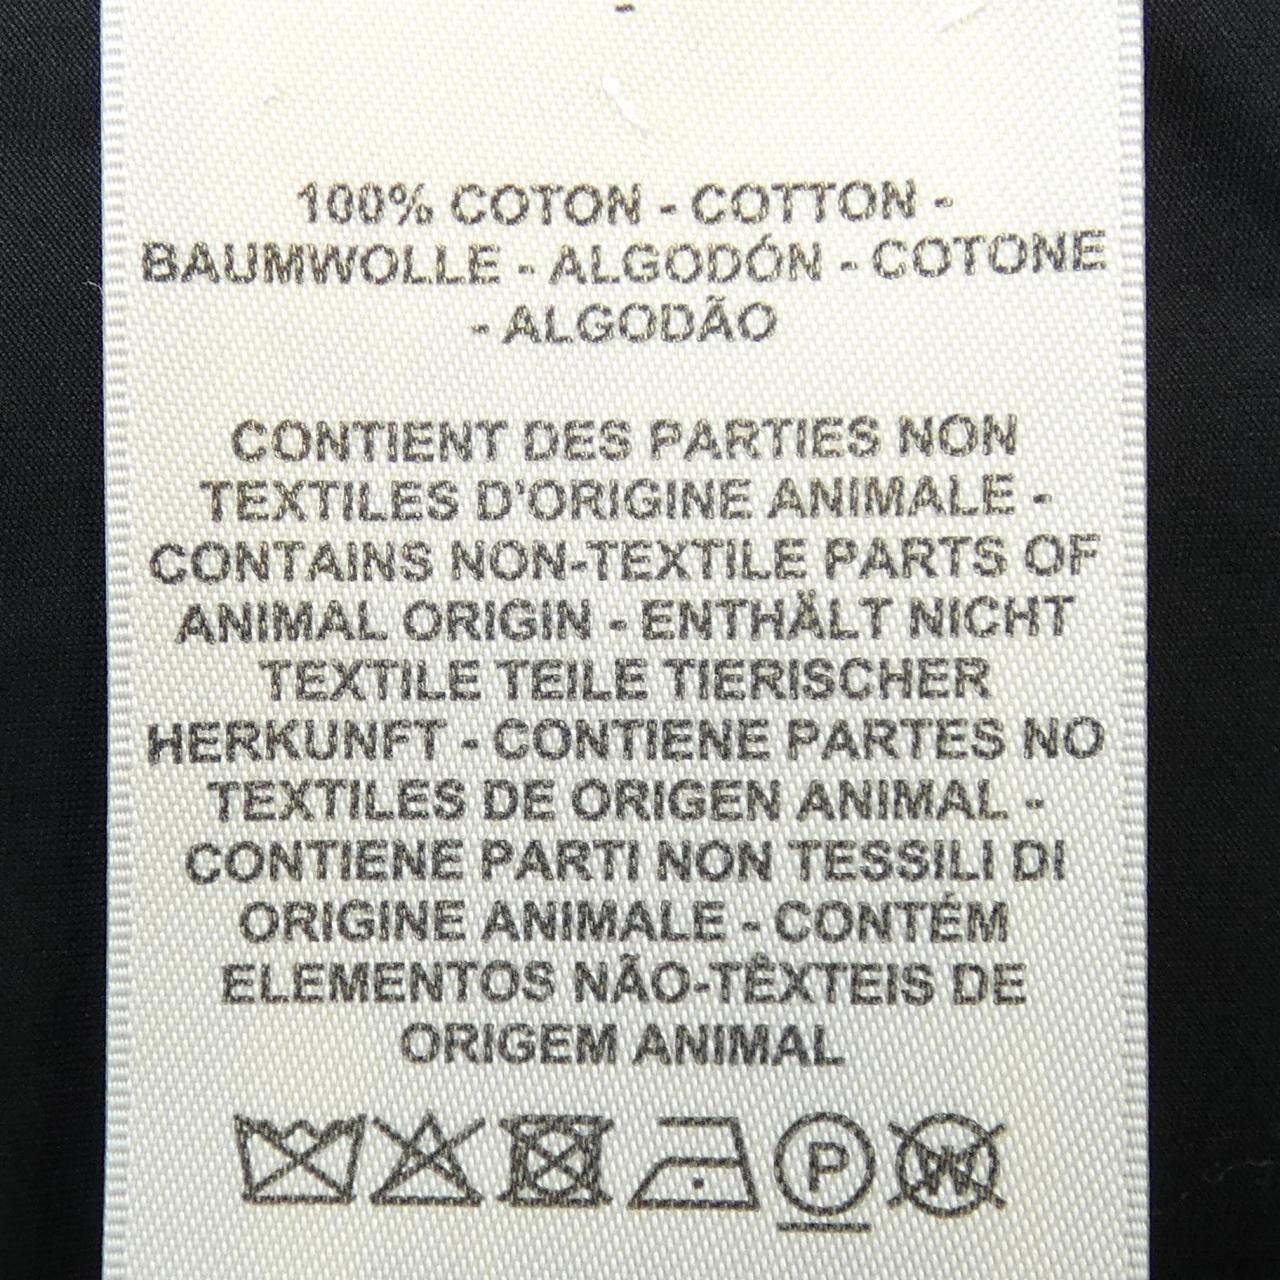 100% COTON - COTTON -
BAUMWOLLE - ALGODÓN - COTONE
- ALGODÃO
CONTIENT DES PARTIES NON
TEXTILES D'ORIGINE ANIMALE -
CONTAINS NON-TEXTILE PARTS OF
ANIMAL ORIGIN - ENTHÄLT NICHT
TEXTILE TEILE TIERISCHER
HERKUNFT - CONTIENE PARTES NO
TEXTILES DE ORIGEN ANIMAL -
CONTIENE PARTI NON TESSILI DI
ORIGINE ANIMALE - CONTÉM
ELEMENTOS NÃO-TÊXTEIS DE
ORIGEM ANIMAL
P W